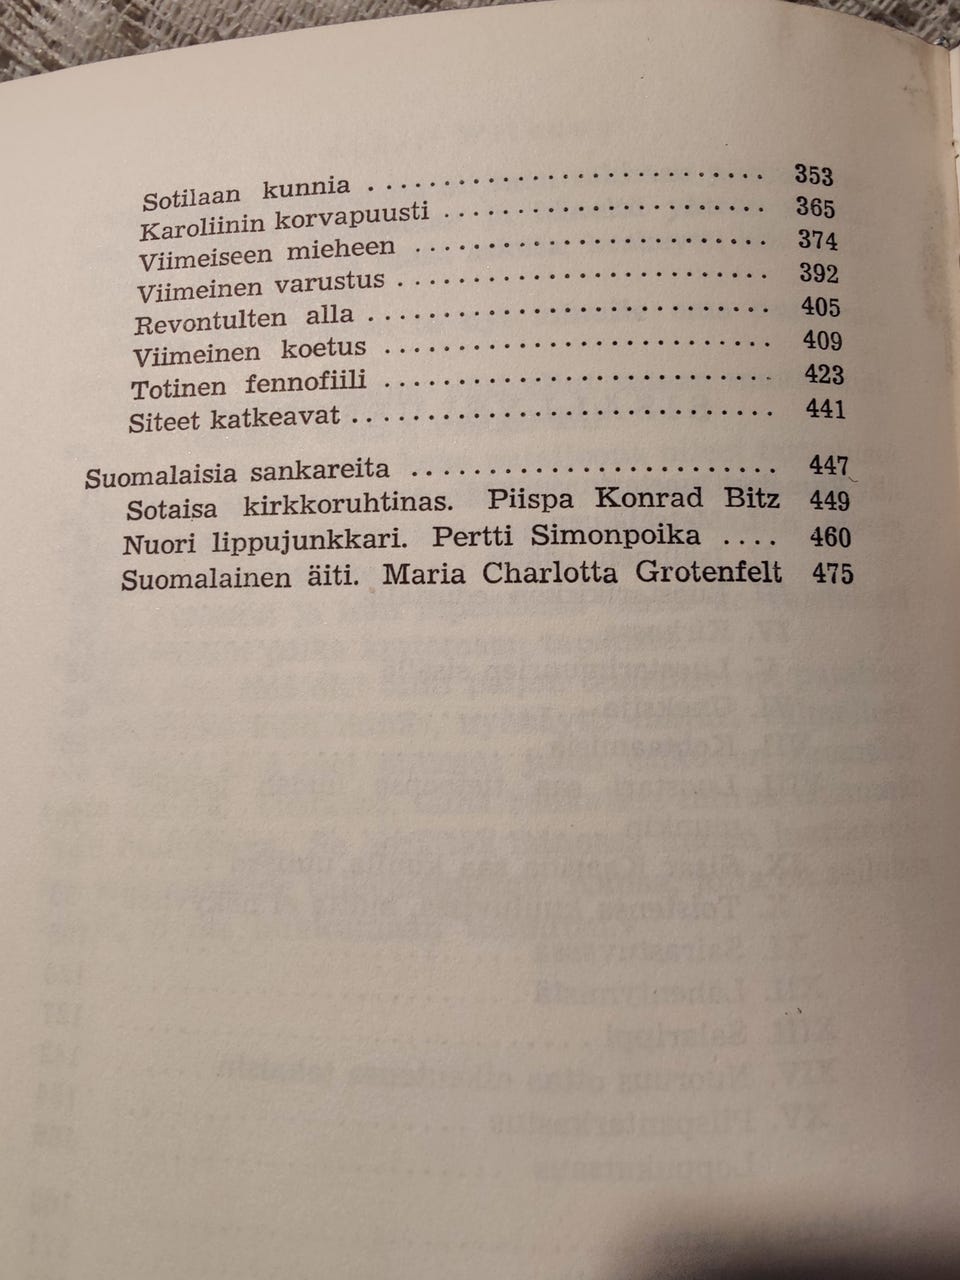 Sotilaan kunnia ........................... 353
Karoliinin korvapuusti ...................... 365
Viimeiseen mieheen ........................ 374
Viimeinen varustus ......................... 392
Revontulten alla ........................... 405
Viimeinen koetus .......................... 409
Totinen fennofiili .......................... 423
Siteet katkeavat ............................ 441
Suomalaisia sankareita ........................ 447
Sotaisa kirkkoruhtinas. Piispa Konrad Bitz 449
Nuori lippujunkkari. Pertti Simonpoika .... 460
Suomalainen äiti. Maria Charlotta Grotenfelt 475